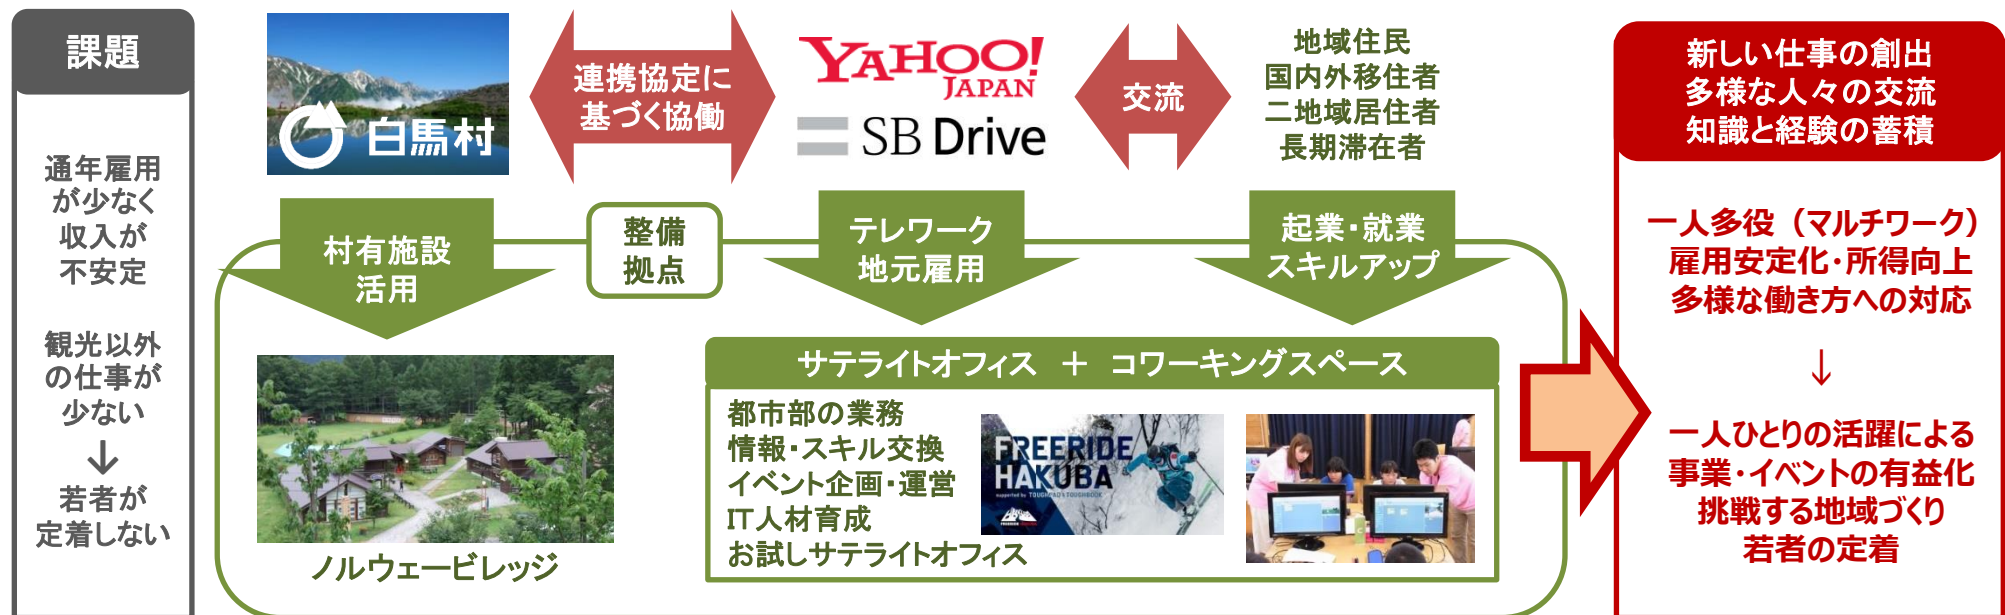 課題
通年雇用
が少なく
収入が
不安定
観光以外
の仕事が
少ない
↓
若者が
定着しない
白馬村
連携協定に
基づく協働
YAHOO!
JAPAN
SB Drive
交流
地域住民
国内外移住者
二地域居住者
長期滞在者
村有施設
活用
整備
拠点
テレワーク
地元雇用
起業・就業
スキルアップ
ノルウェービレッジ
サテライトオフィス ＋ コワーキングスペース
都市部の業務
情報・スキル交換
イベント企画・運営
IT人材育成
お試しサテライトオフィス
FREERIDE
HAKUBA
supported by TOUGHPAD & TOUGHBOOK
新しい仕事の創出
多様な人々の交流
知識と経験の蓄積
一人多役（マルチワーク）
雇用安定化・所得向上
多様な働き方への対応
↓
一人ひとりの活躍による
事業・イベントの有益化
挑戦する地域づくり
若者の定着